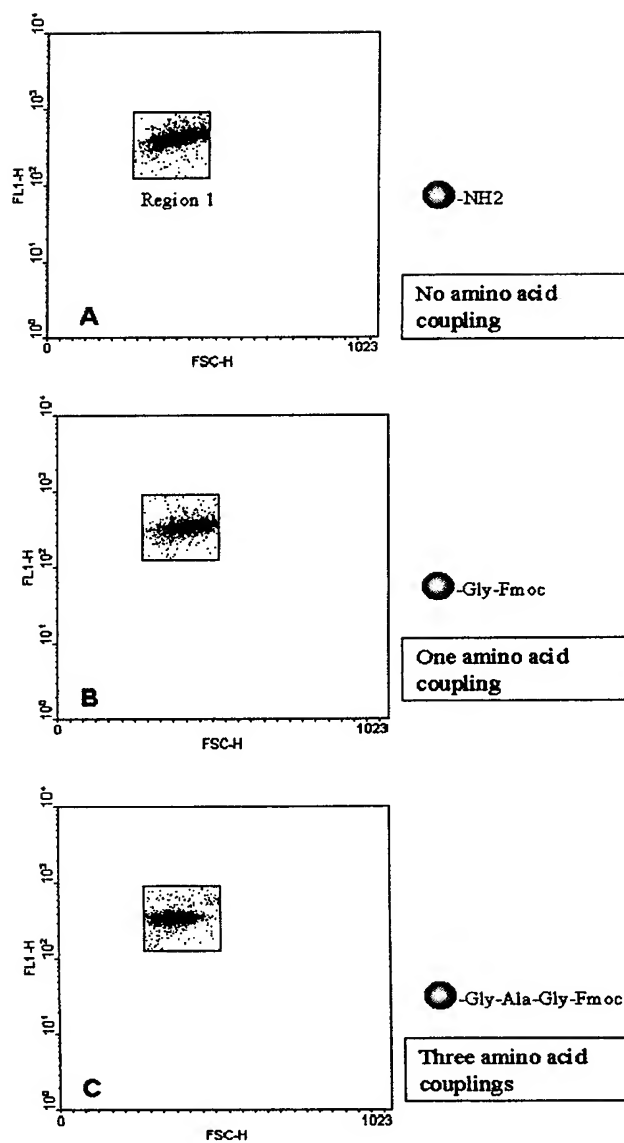 10⁴
10³
FL1-H
10²
10¹
10⁰
Region 1
A
0
1023
FSC-H
-NH2
No amino acid
coupling
10⁴
10³
FL1-H
10²
10¹
10⁰
B
0
1023
FSC-H
-Gly-Fmoc
One amino acid
coupling
10⁴
10³
FL1-H
10²
10¹
10⁰
C
0
1023
FSC-H
-Gly-Ala-Gly-Fmoc
Three amino acid
couplings